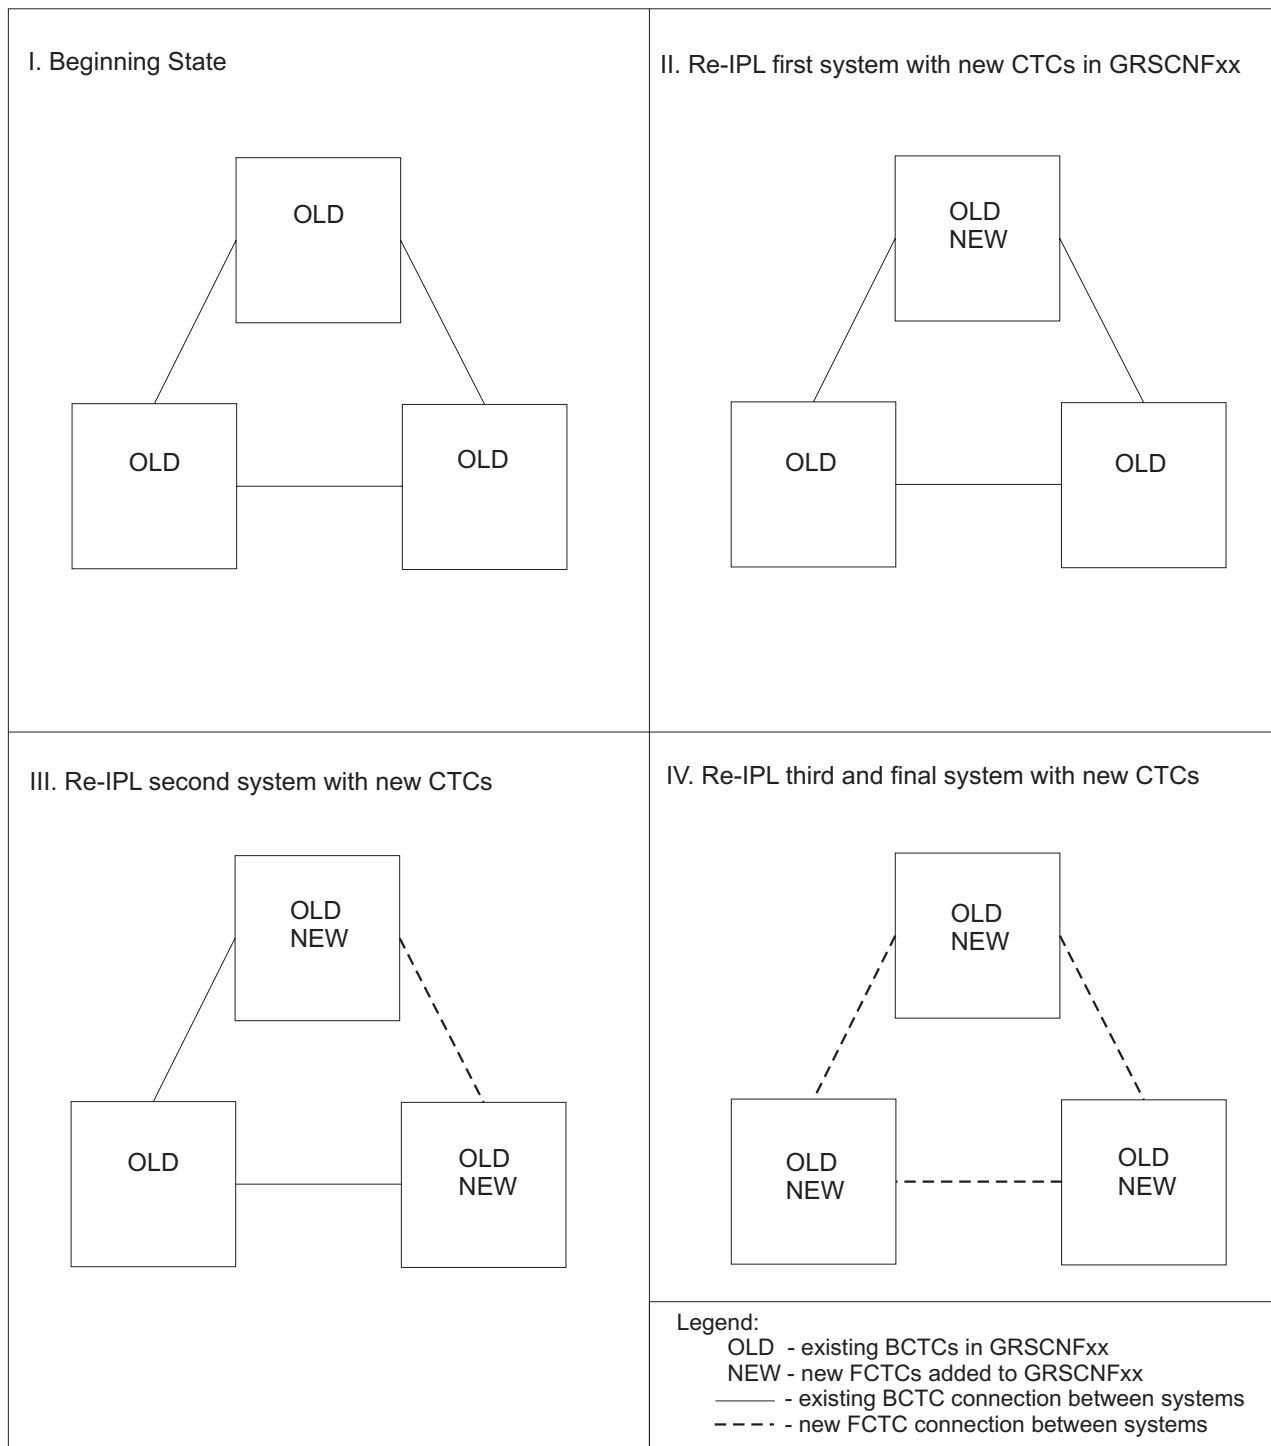 I. Beginning State
OLD
OLD
OLD
II. Re-IPL first system with new CTCs in GRSCNFxx
OLD
NEW
OLD
OLD
III. Re-IPL second system with new CTCs
OLD
NEW
OLD
OLD
NEW
IV. Re-IPL third and final system with new CTCs
OLD
NEW
OLD
NEW
OLD
NEW
Legend:
OLD - existing BCTCs in GRSCNFxx
NEW - new FCTCs added to GRSCNFxx
- existing BCTC connection between systems
- new FCTC connection between systems